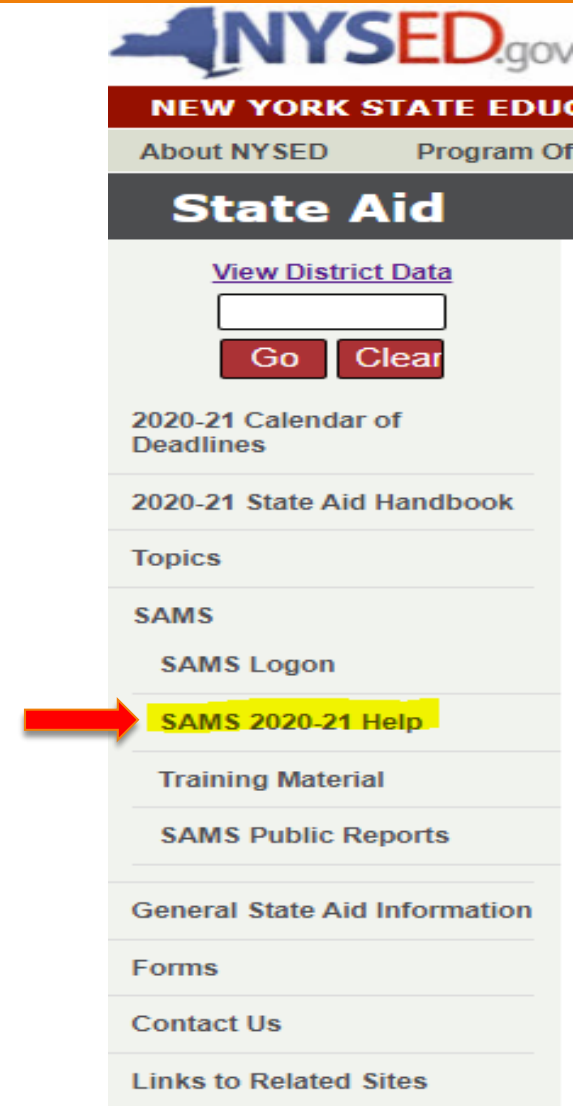 NYSED.gov
NEW YORK STATE EDUC
About NYSED Program Of
State Aid
View District Data
Go Clear
2020-21 Calendar of
Deadlines
2020-21 State Aid Handbook
Topics
SAMS
SAMS Logon
SAMS 2020-21 Help
Training Material
SAMS Public Reports
General State Aid Information
Forms
Contact Us
Links to Related Sites